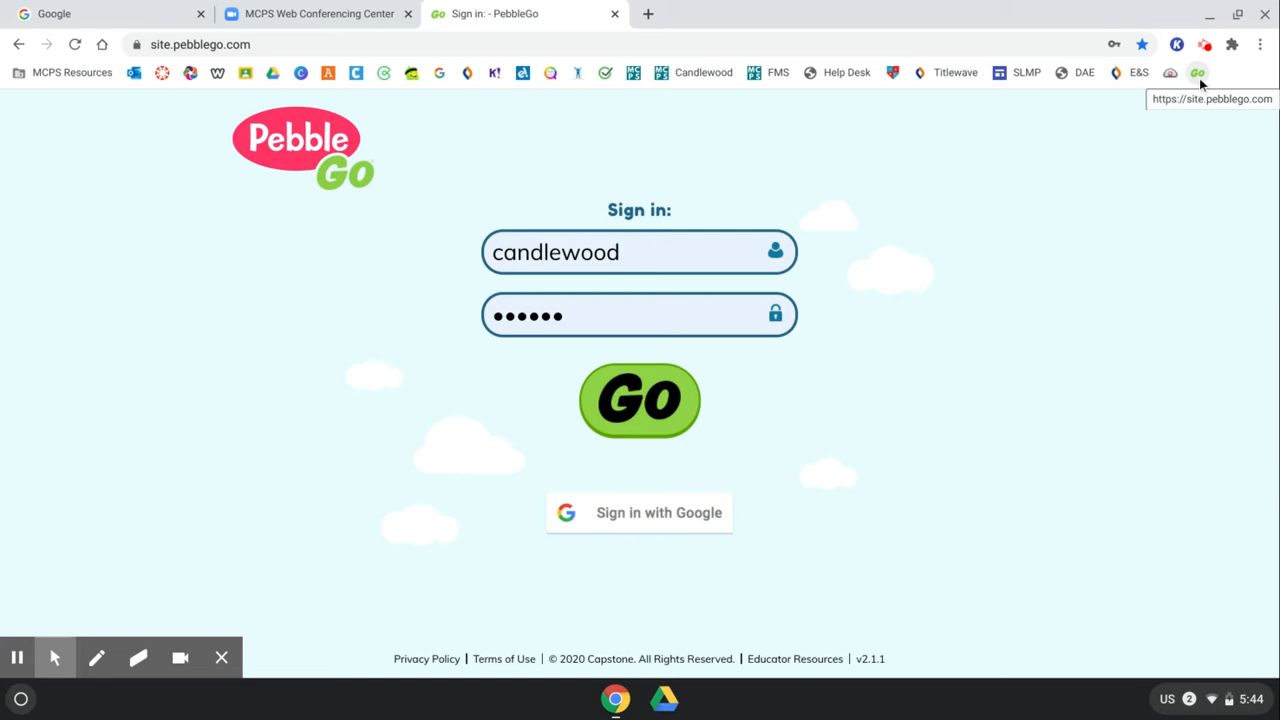 Google
MCPS Web Conferencing Center
Go Sign in: - PebbleGo
site.pebblego.com
MCPS Resources
Candlewood
FMS
Help Desk
Titlewave
SLMP
DAE
E&S
Go
https://site.pebblego.com
Pebble
Go
Sign in:
candlewood
••••••
Go
Sign in with Google
Privacy Policy | Terms of Use | © 2020 Capstone. All Rights Reserved. | Educator Resources | v2.1.1
US 2 5:44